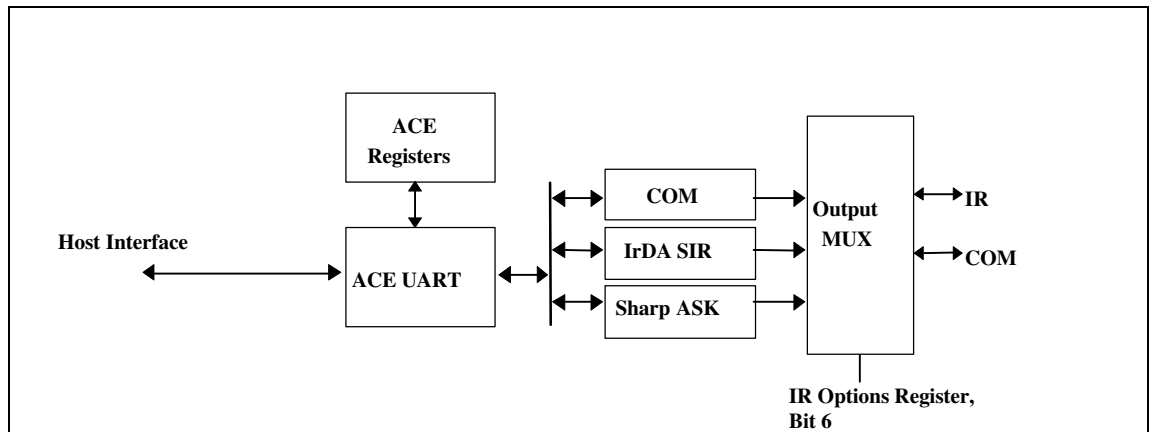 ACE
Registers
Host Interface
ACE UART
COM
IrDA SIR
Sharp ASK
Output
MUX
IR
COM
IR Options Register,
Bit 6